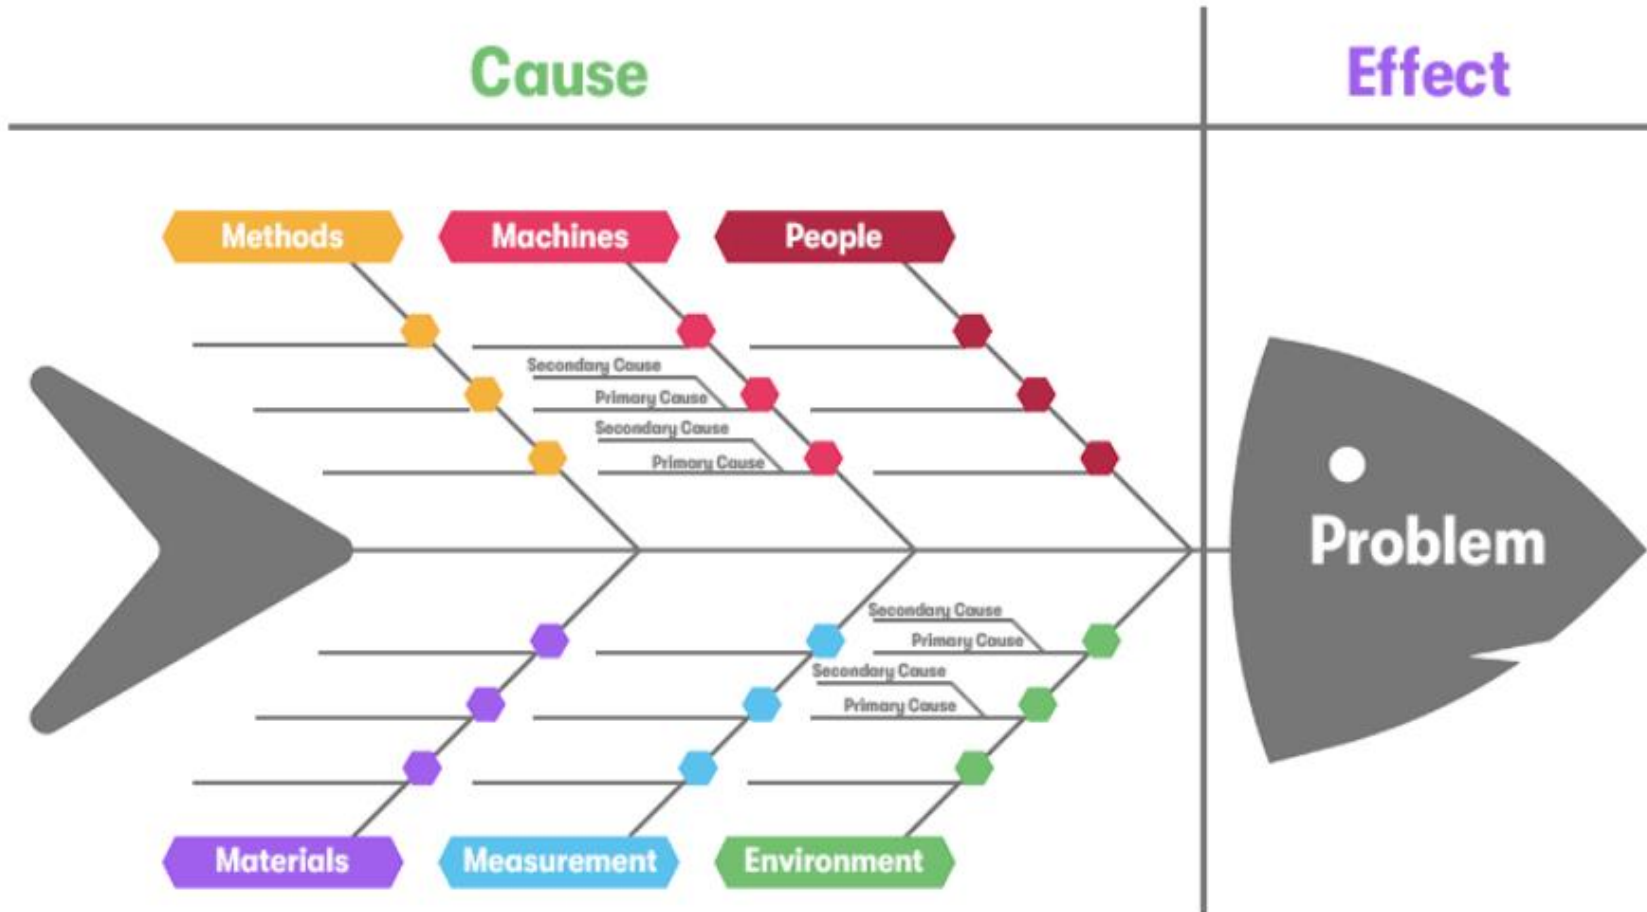 Cause
Effect
Methods
Machines
People
Secondary Cause
Primary Cause
Secondary Cause
Primary Cause
Problem
Secondary Cause
Primary Cause
Secondary Cause
Primary Cause
Materials
Measurement
Environment